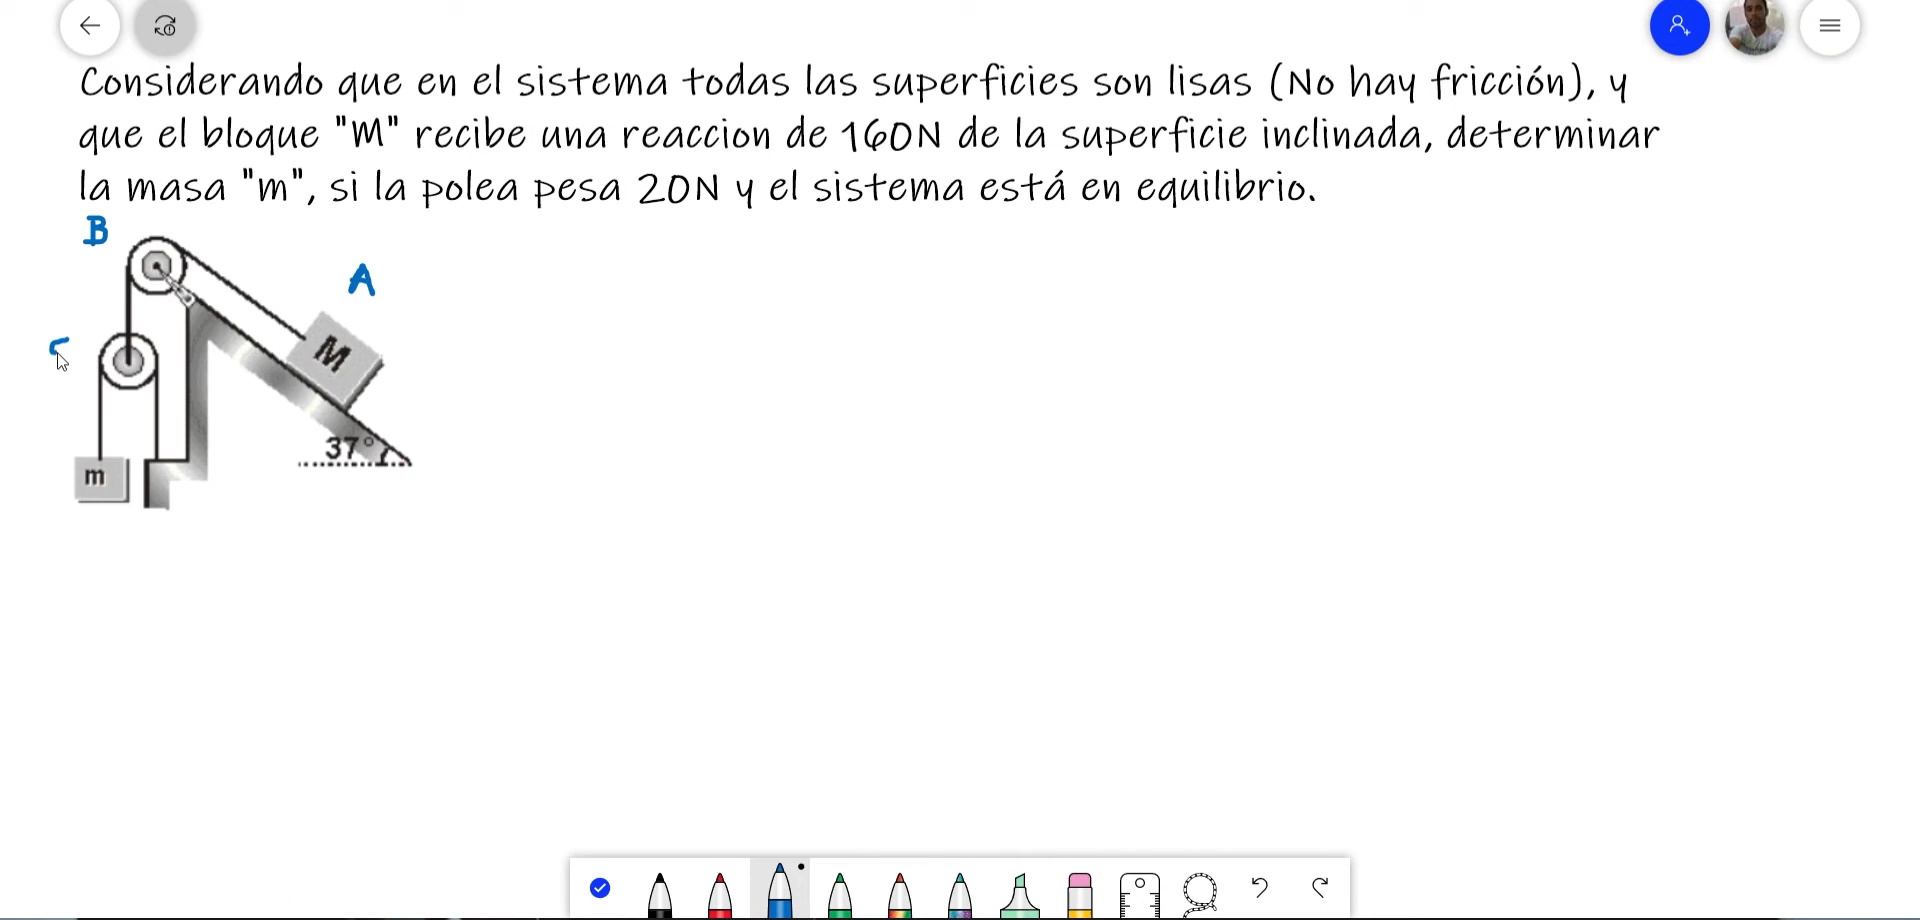 Considerando que en el sistema todas las superficies son lisas (No hay fricción), y
que el bloque "M" recibe una reaccion de 160N de la superficie inclinada, determinar
la masa "m", si la polea pesa 20N y el sistema está en equilibrio.
B
A
M
37°
m